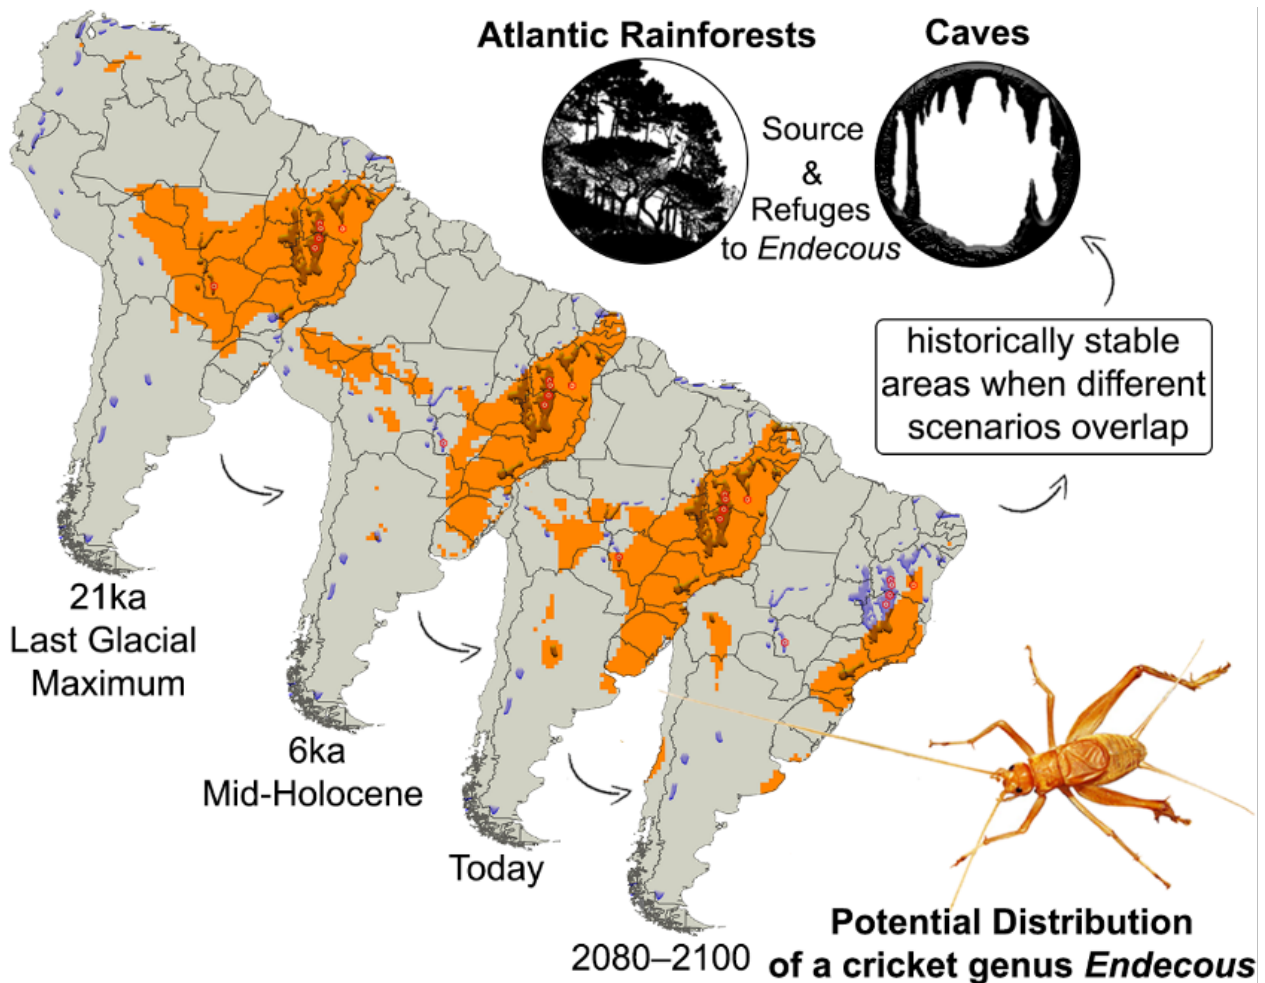 Atlantic Rainforests
Caves
Source
&
Refuges
to Endecous
historically stable
areas when different
scenarios overlap
21ka
Last Glacial
Maximum
6ka
Mid-Holocene
Today
2080–2100
Potential Distribution
of a cricket genus Endecous